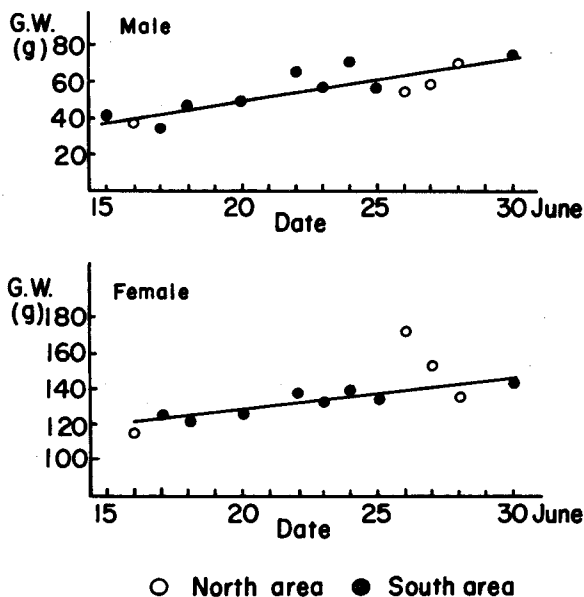 G.W.
(g)
Male
80
60
40
20
15 20 25 30 June
Date
G.W.
(g)
Female
180
160
140
120
100
15 20 25 30 June
Date
North area South area